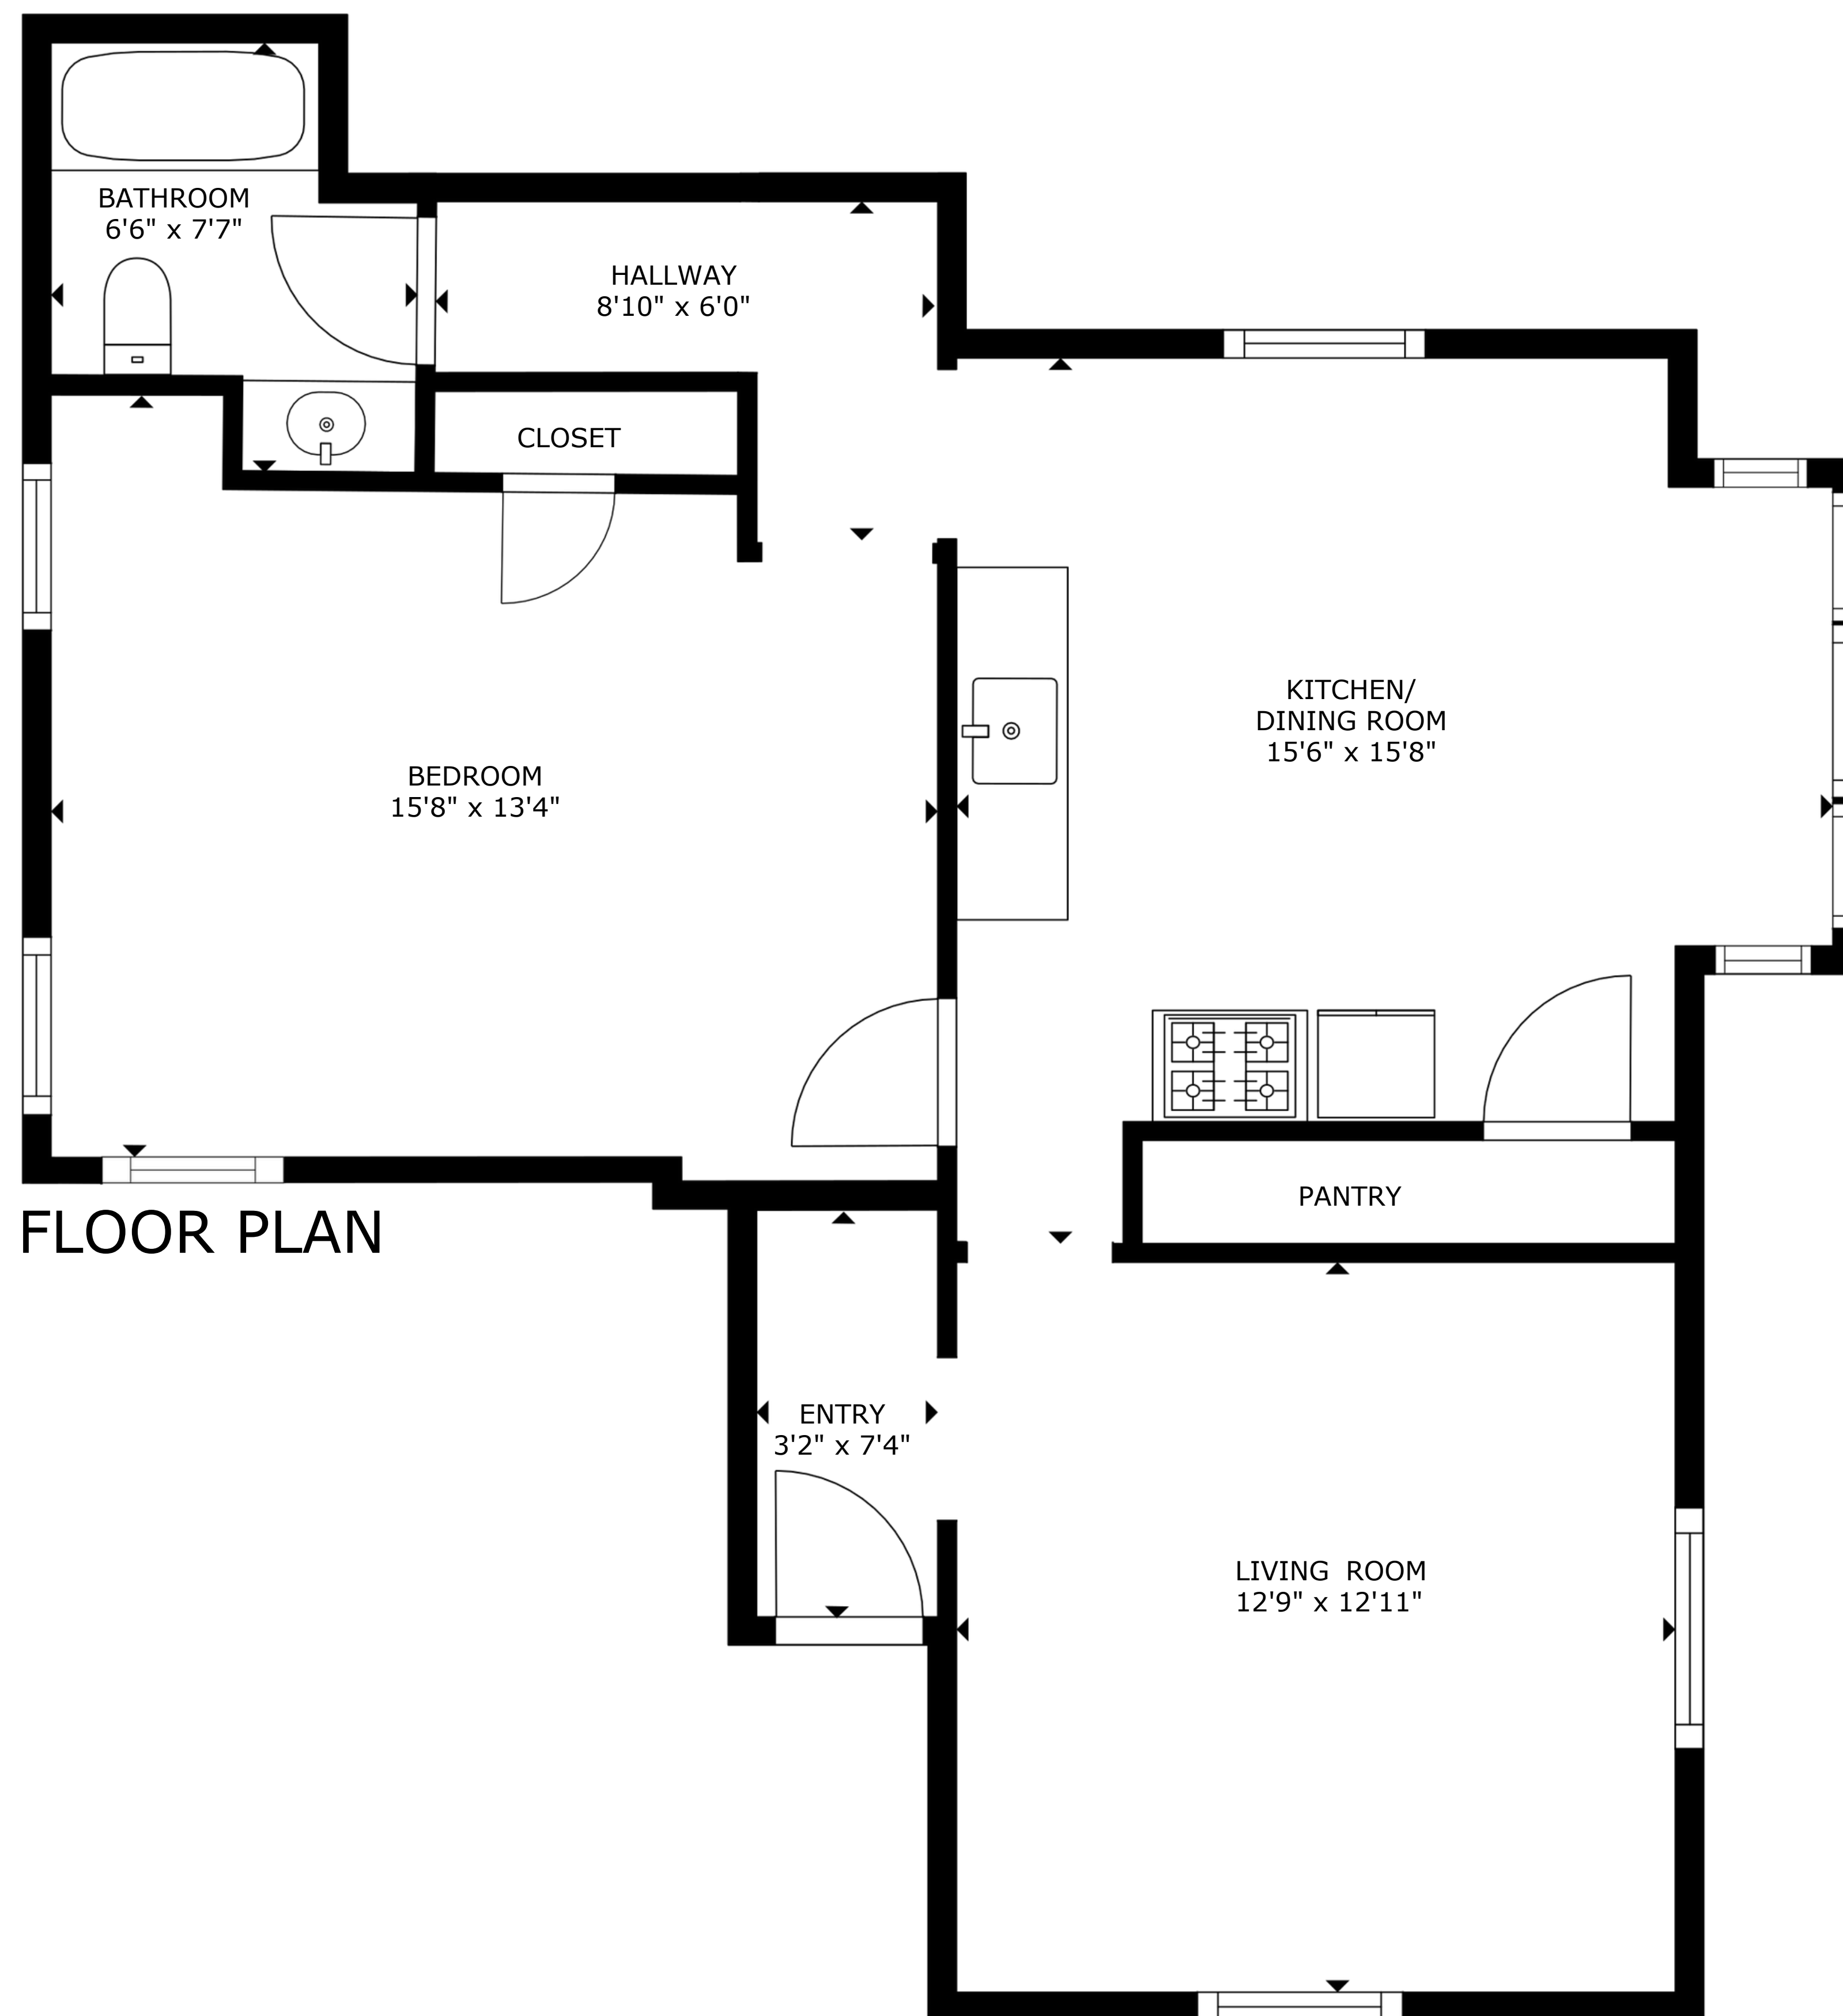 BATHROOM
6'6" x 7'7"
HALLWAY
8'10" x 6'0"
CLOSET
KITCHEN/
DINING ROOM
15'6" x 15'8"
BEDROOM
15'8" x 13'4"
PANTRY
FLOOR PLAN
ENTRY
3'2" x 7'4"
LIVING ROOM
12'9" x 12'11"